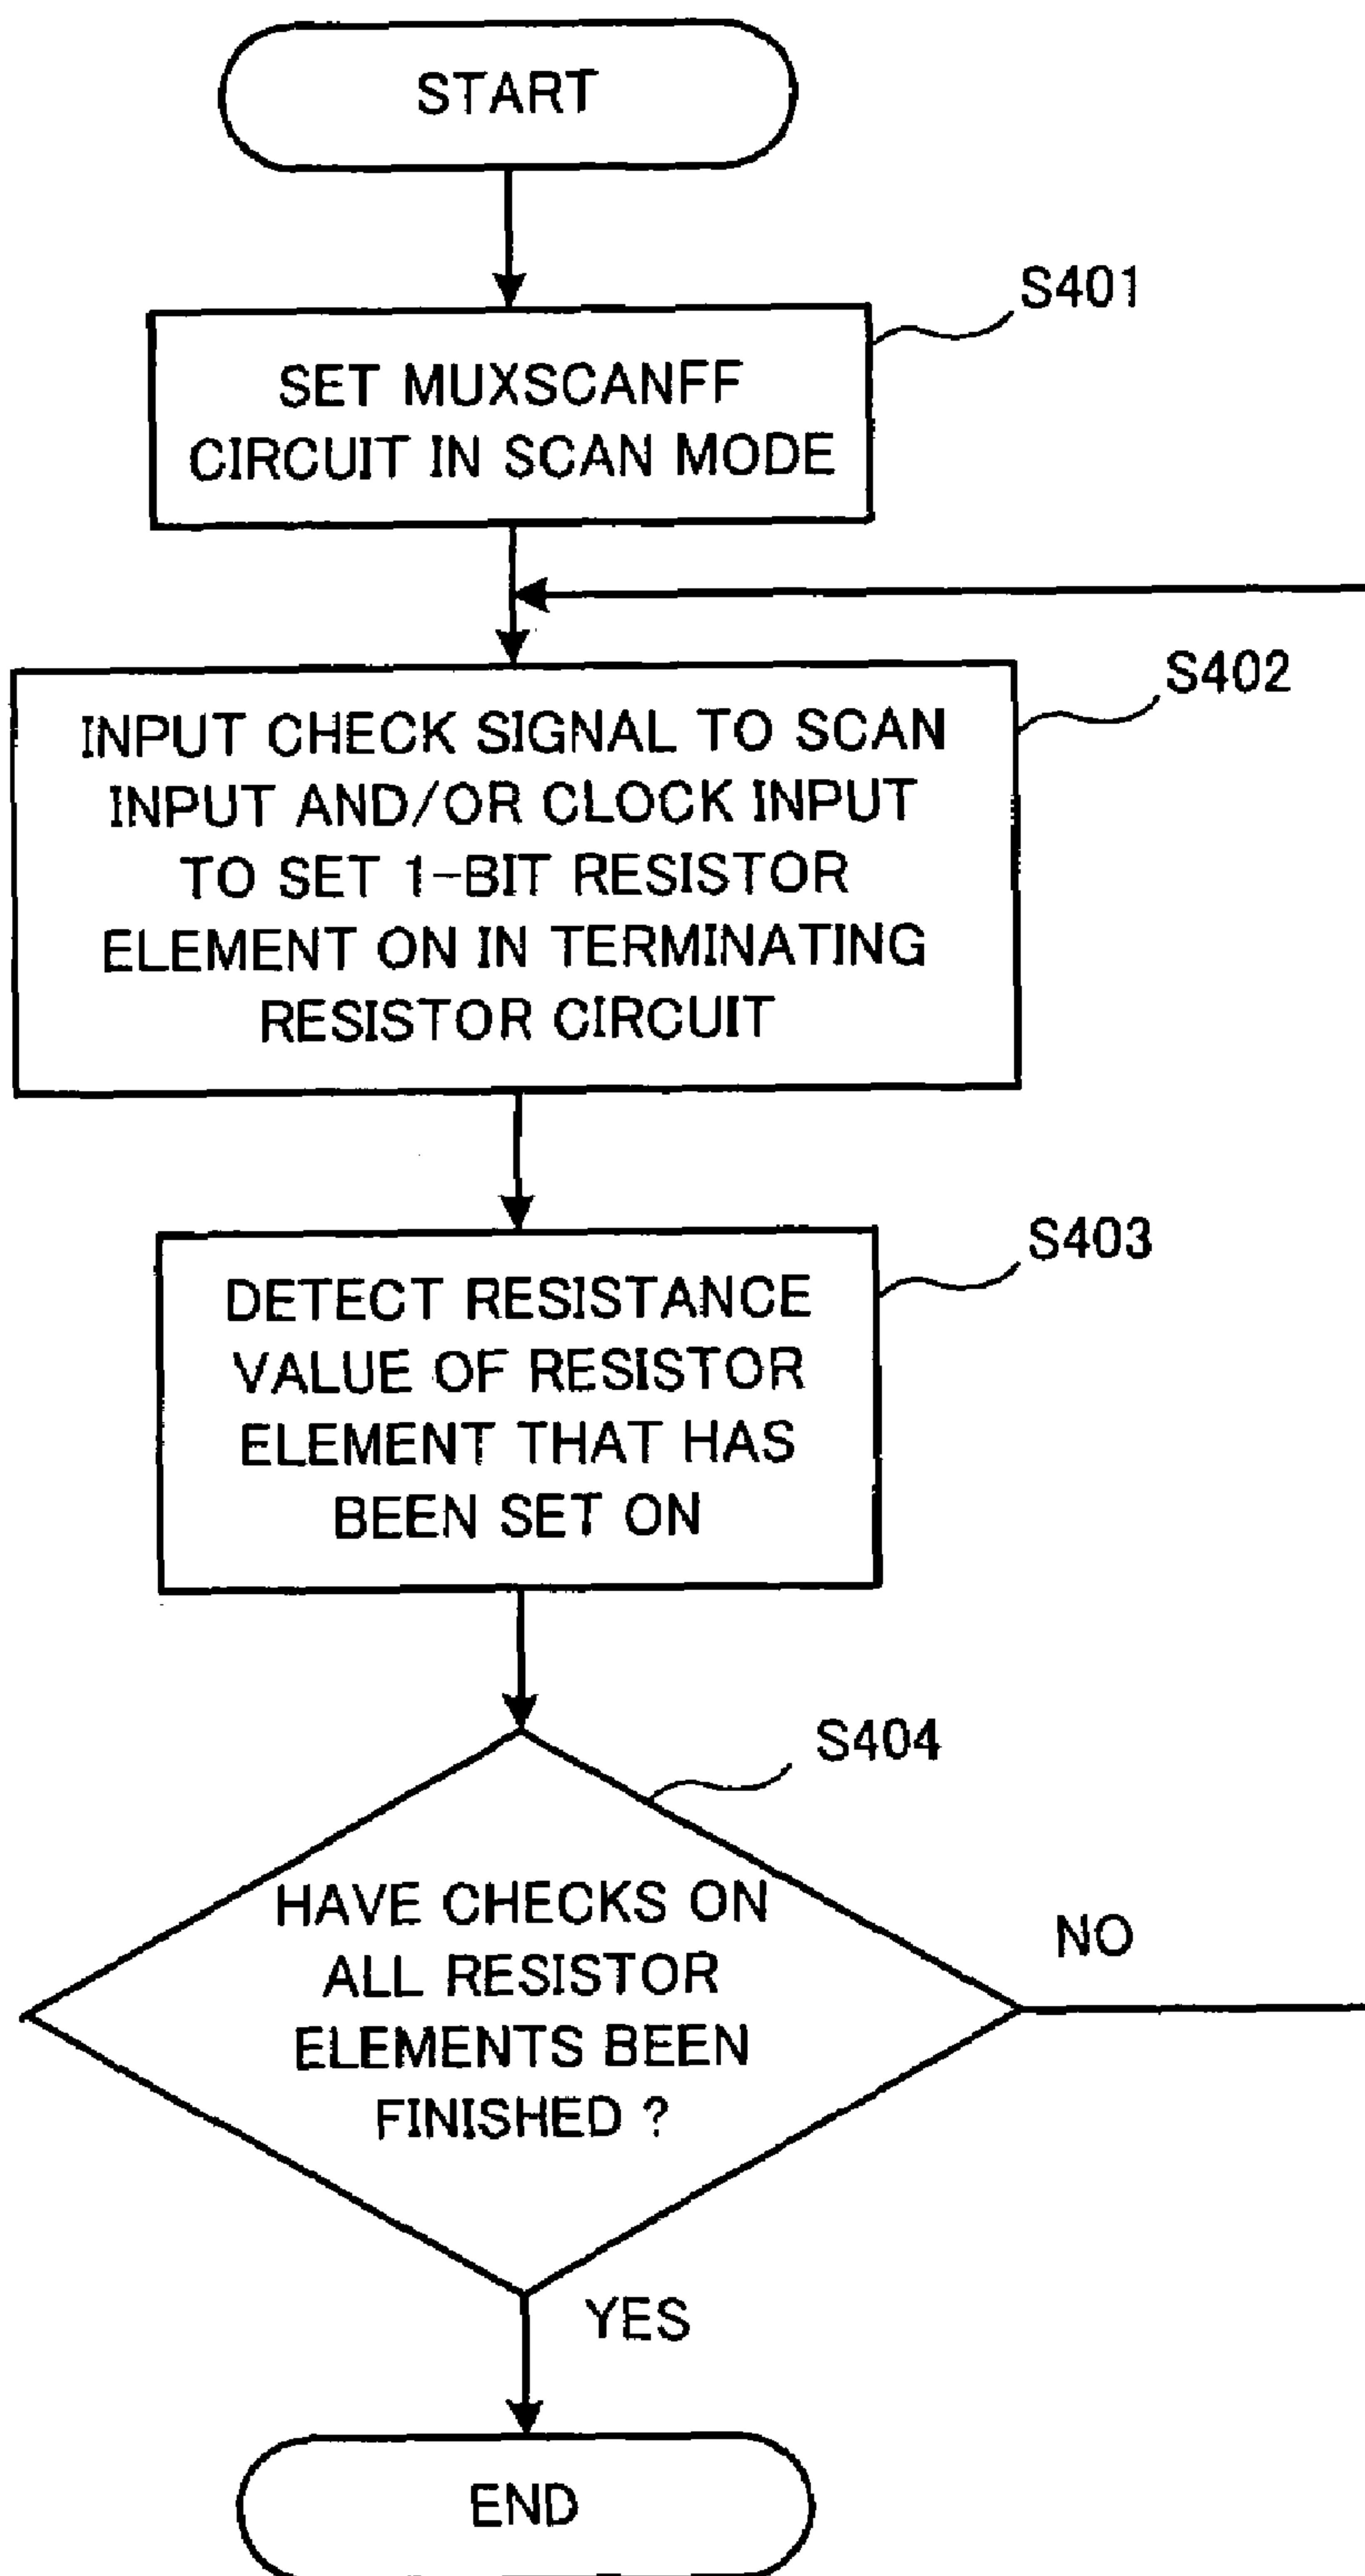 START
S401
SET MUXSCANFF
CIRCUIT IN SCAN MODE
S402
INPUT CHECK SIGNAL TO SCAN
INPUT AND/OR CLOCK INPUT
TO SET 1-BIT RESISTOR
ELEMENT ON IN TERMINATING
RESISTOR CIRCUIT
S403
DETECT RESISTANCE
VALUE OF RESISTOR
ELEMENT THAT HAS
BEEN SET ON
S404
HAVE CHECKS ON
ALL RESISTOR
ELEMENTS BEEN
FINISHED ?
NO
YES
END